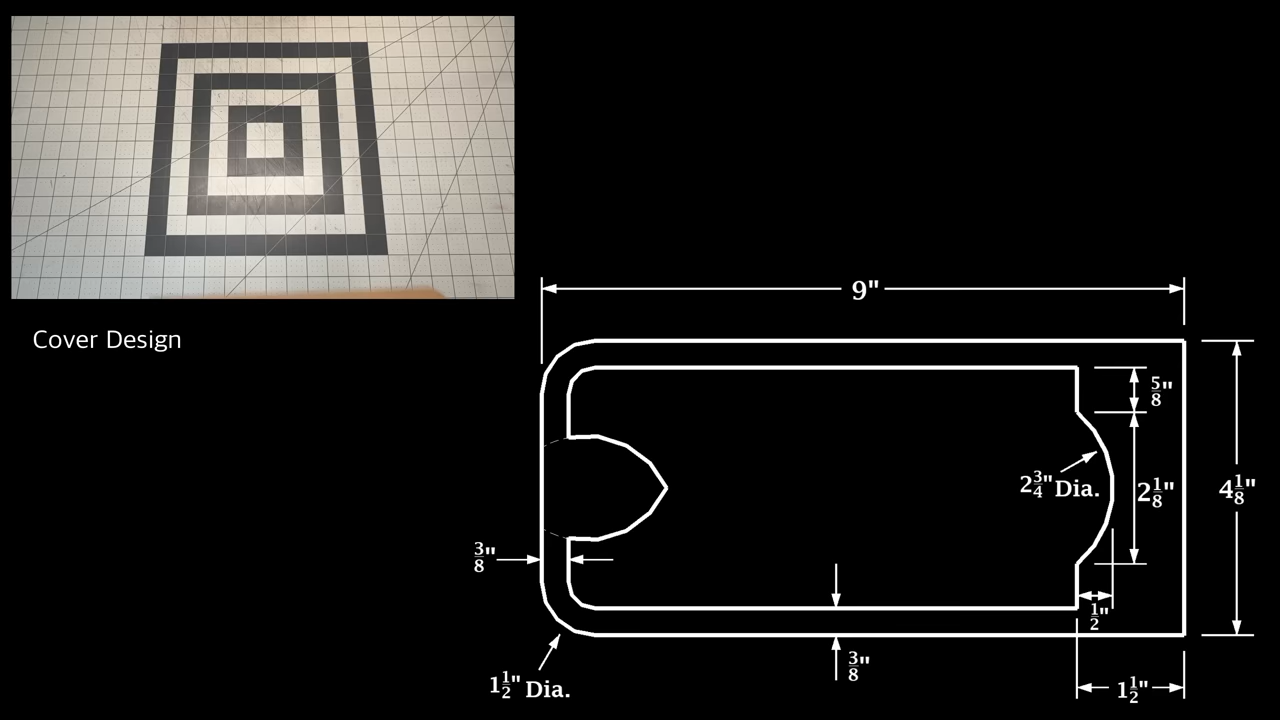 Cover Design
9"
5/8"
2 3/4" Dia.
2 1/8"
4 1/8"
3/8"
1/2"
3/8"
1 1/2" Dia.
1 1/2"